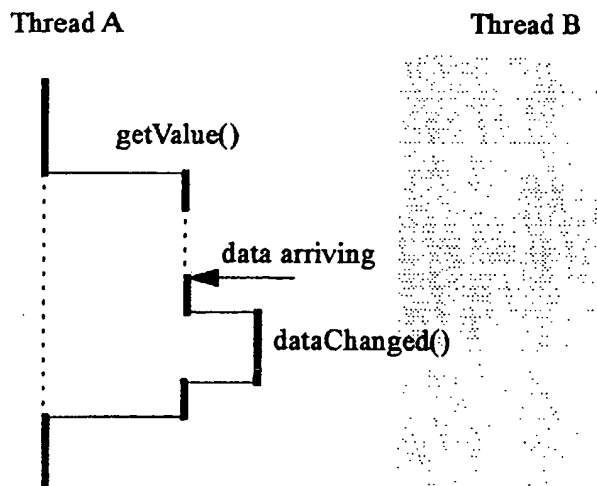 Thread A
Thread B
getValue()
data arriving
dataChanged()